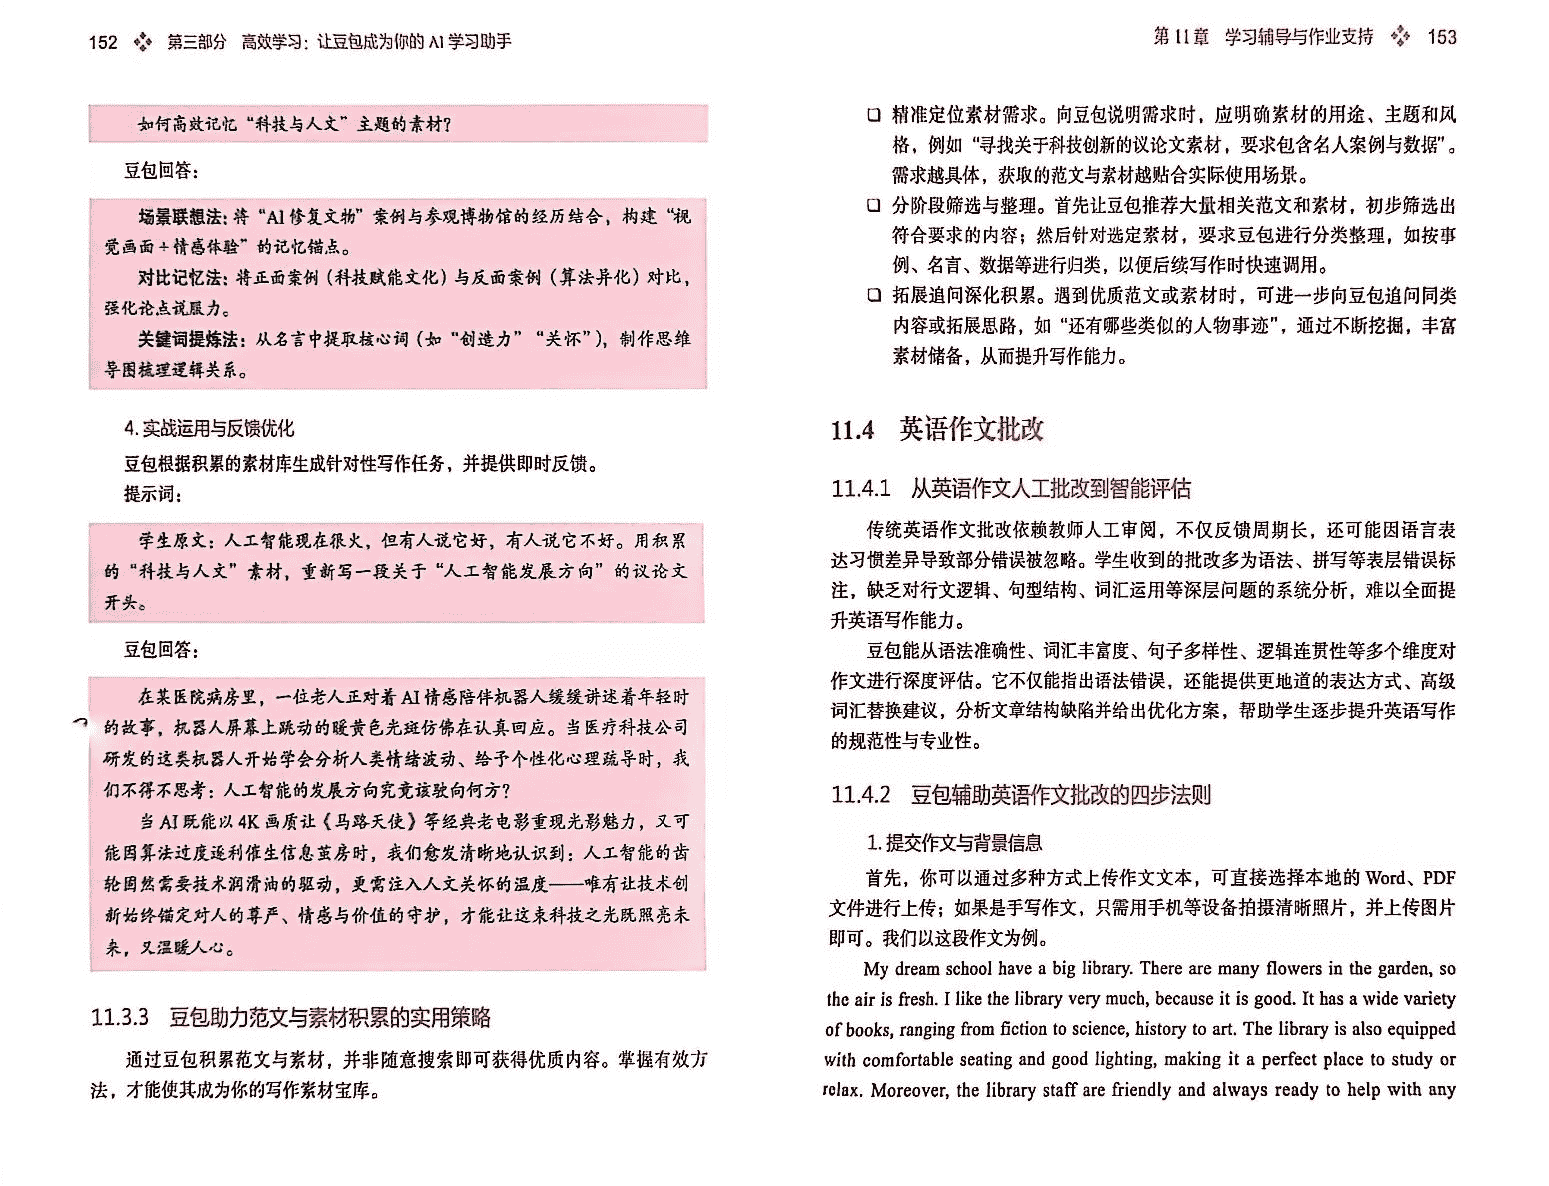 152 第三部分 高效学习：让豆包成为你的 AI 学习助手
如何高效记忆“科技与人文”主题的素材？
豆包回答：
场景联想法：将“AI 修复文物”案例与参观博物馆的经历结合，构建“视
觉画面＋情感体验”的记忆锚点。
对比记忆法：将正面案例（科技赋能文化）与反面案例（算法异化）对比，
强化论点说服力。
关键词提炼法：从名言中提取核心词（如“创造力”“关怀”），制作思维
导图梳理逻辑关系。
4. 实战运用与反馈优化
豆包根据积累的素材库生成针对性写作任务，并提供即时反馈。
提示词：
学生原文：人工智能现在很火，但有人说它好，有人说它不好。用积累
的“科技与人文”素材，重新写一段关于“人工智能发展方向”的议论文
开头。
豆包回答：
在某医院病房里，一位老人正对着 AI 情感陪伴机器人缓缓讲述着年轻时
的故事，机器人屏幕上跳动的暖黄色光斑仿佛在认真回应。当医疗科技公司
研发的这类机器人开始学会分析人类情绪波动、给予个性化心理疏导时，我
们不得不思考：人工智能的发展方向究竟该驶向何方？
当 AI 既能以 4K 画质让《马路天使》等经典老电影重现光影魅力，又可
能因算法过度逐利催生信息茧房时，我们愈发清晰地认识到：人工智能的齿
轮固然需要技术润滑油的驱动，更需注入人文关怀的温度——唯有让技术创
新始终锚定对人的尊严、情感与价值的守护，才能让这束科技之光既照亮未
来，又温暖人心。
11.3.3 豆包助力范文与素材积累的实用策略
通过豆包积累范文与素材，并非随意搜索即可获得优质内容。掌握有效方
法，才能使其成为你的写作素材宝库。
第 11 章 学习辅导与作业支持 153
❑ 精准定位素材需求。向豆包说明需求时，应明确素材的用途、主题和风
格，例如“寻找关于科技创新的议论文素材，要求包含名人案例与数据”。
需求越具体，获取的范文与素材越贴合实际使用场景。
❑ 分阶段筛选与整理。首先让豆包推荐大量相关范文和素材，初步筛选出
符合要求的内容；然后针对选定素材，要求豆包进行分类整理，如按事
例、名言、数据等进行归类，以便后续写作时快速调用。
❑ 拓展追问深化积累。遇到优质范文或素材时，可进一步向豆包追问同类
内容或拓展思路，如“还有哪些类似的人物事迹”，通过不断挖掘，丰富
素材储备，从而提升写作能力。
11.4 英语作文批改
11.4.1 从英语作文人工批改到智能评估
传统英语作文批改依赖教师人工审阅，不仅反馈周期长，还可能因语言表
达习惯差异导致部分错误被忽略。学生收到的批改多为语法、拼写等表层错误标
注，缺乏对行文逻辑、句型结构、词汇运用等深层问题的系统分析，难以全面提
升英语写作能力。
豆包能从语法准确性、词汇丰富度、句子多样性、逻辑连贯性等多个维度对
作文进行深度评估。它不仅能指出语法错误，还能提供更地道的表达方式、高级
词汇替换建议，分析文章结构缺陷并给出优化方案，帮助学生逐步提升英语写作
的规范性与专业性。
11.4.2 豆包辅助英语作文批改的四步法则
1. 提交作文与背景信息
首先，你可以通过多种方式上传作文文本，可直接选择本地的 Word、PDF
文件进行上传；如果是手写作文，只需用手机等设备拍摄清晰照片，并上传图片
即可。我们以这段作文为例。
My dream school have a big library. There are many flowers in the garden, so
the air is fresh. I like the library very much, because it is good. It has a wide variety
of books, ranging from fiction to science, history to art. The library is also equipped
with comfortable seating and good lighting, making it a perfect place to study or
relax. Moreover, the library staff are friendly and always ready to help with any